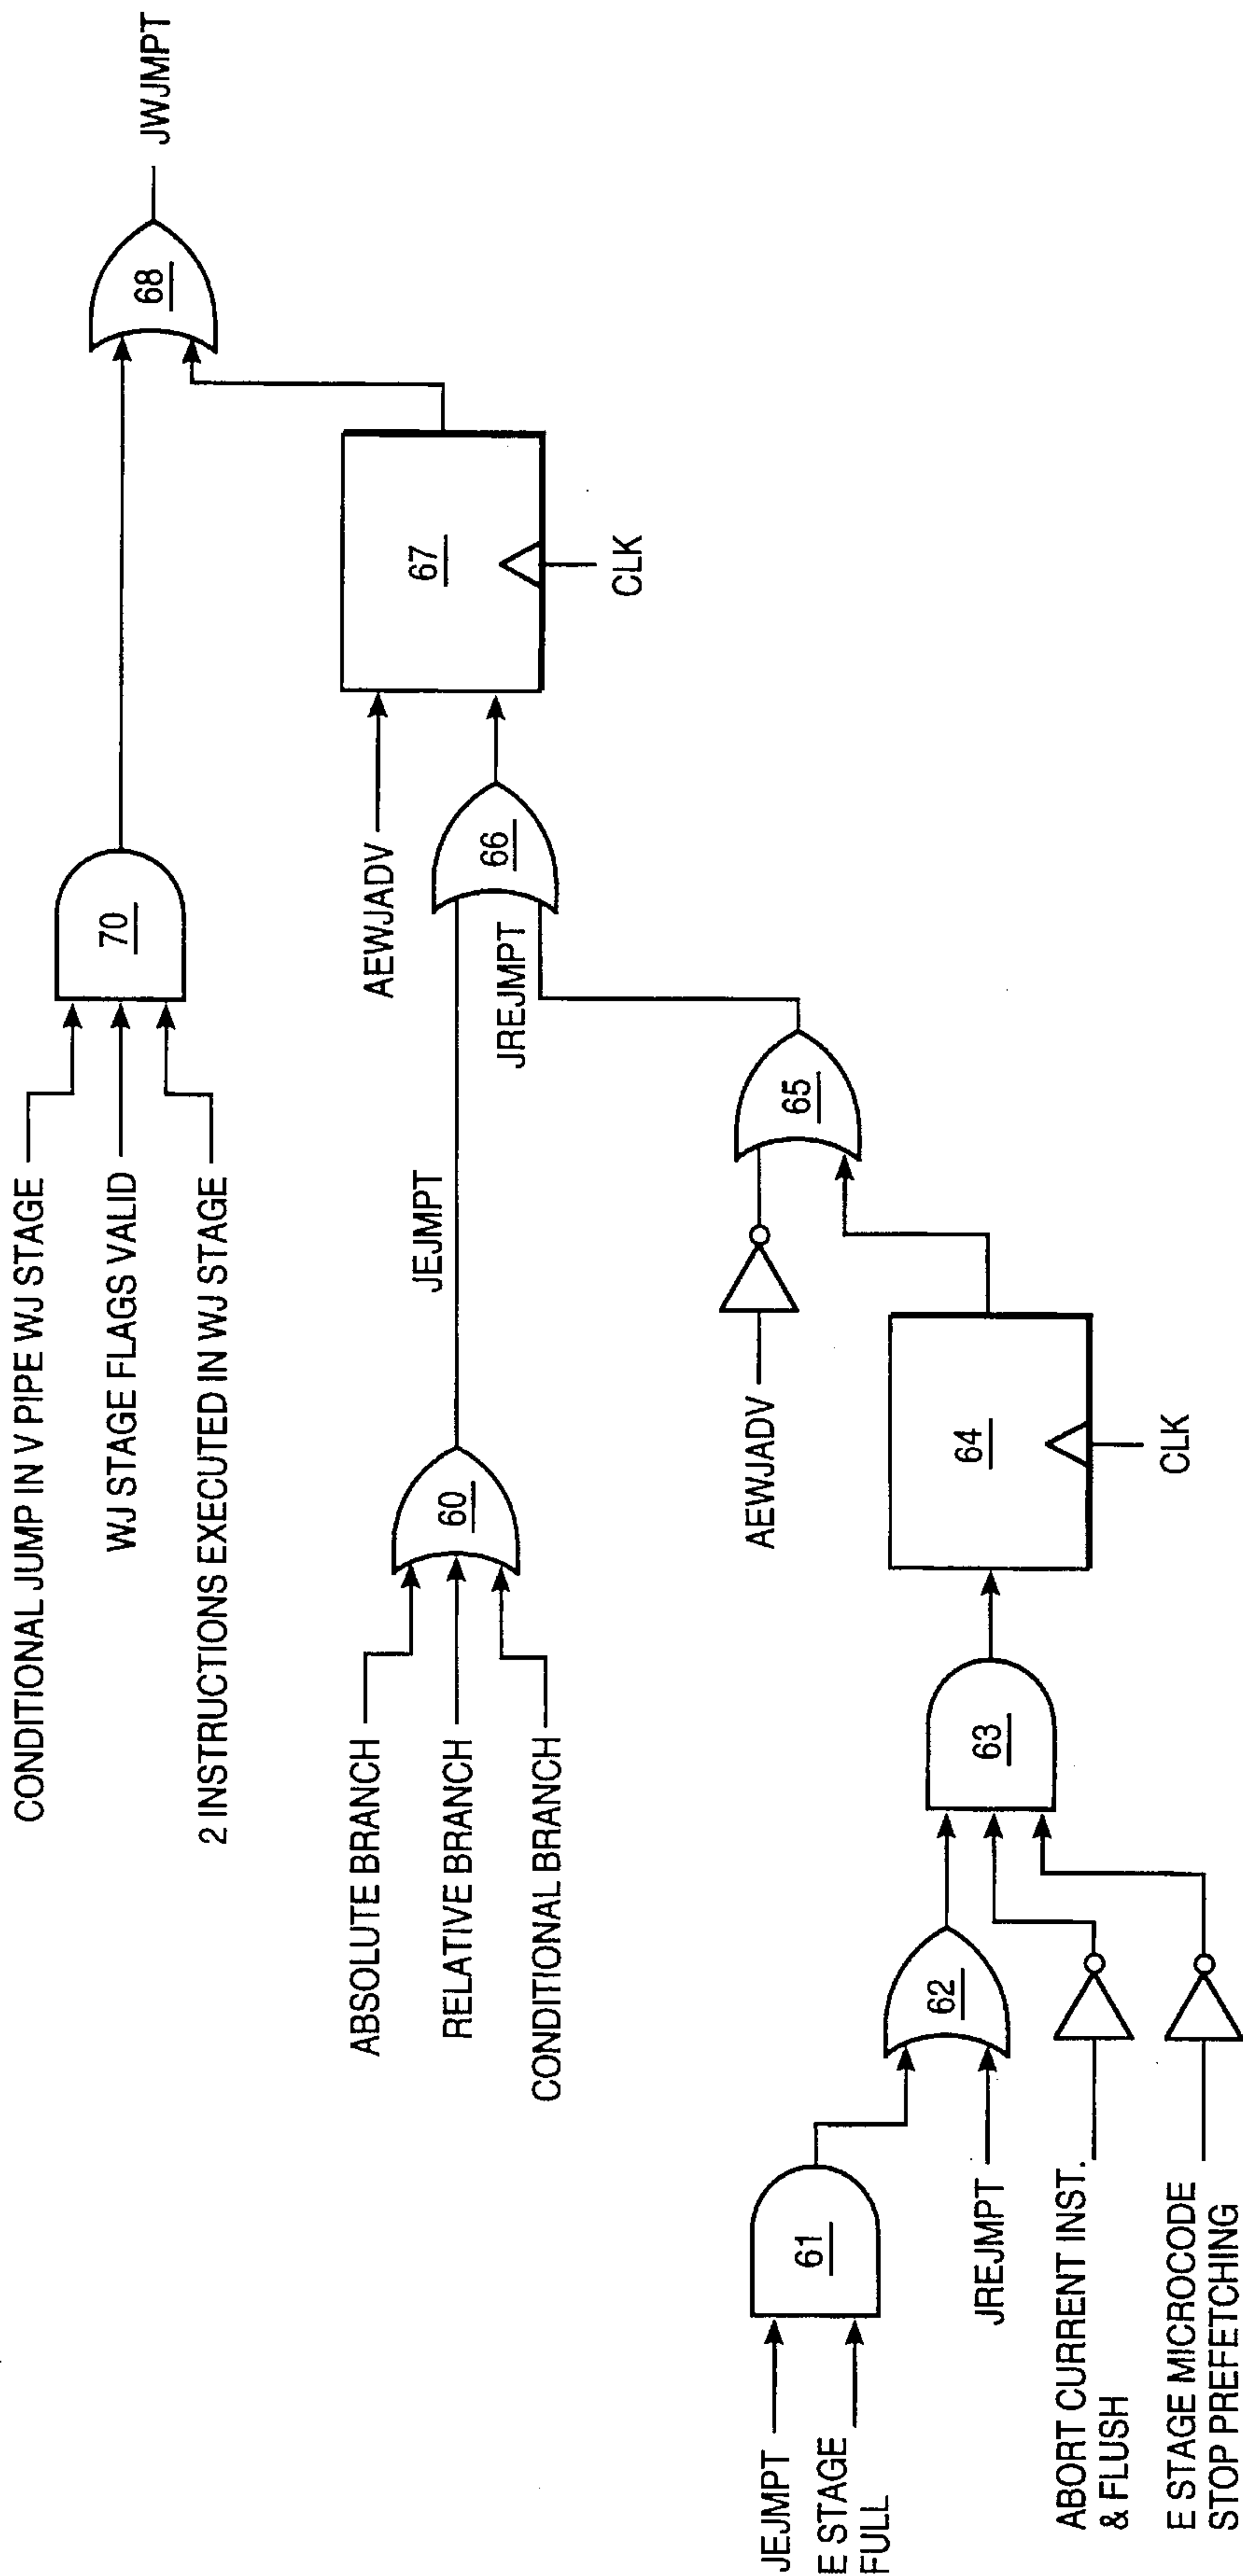 CONDITIONAL JUMP IN V PIPE WJ STAGE
WJ STAGE FLAGS VALID
2 INSTRUCTIONS EXECUTED IN WJ STAGE
70
68
JWJMPT
ABSOLUTE BRANCH
RELATIVE BRANCH
CONDITIONAL BRANCH
60
JEJMPT
AEWJADV
JREJMPT
66
67
CLK
AEWJADV
65
JEJMPT
E STAGE
FULL
61
JREJMPT
62
ABORT CURRENT INST.
& FLUSH
E STAGE MICROCODE
STOP PREFETCHING
63
64
CLK